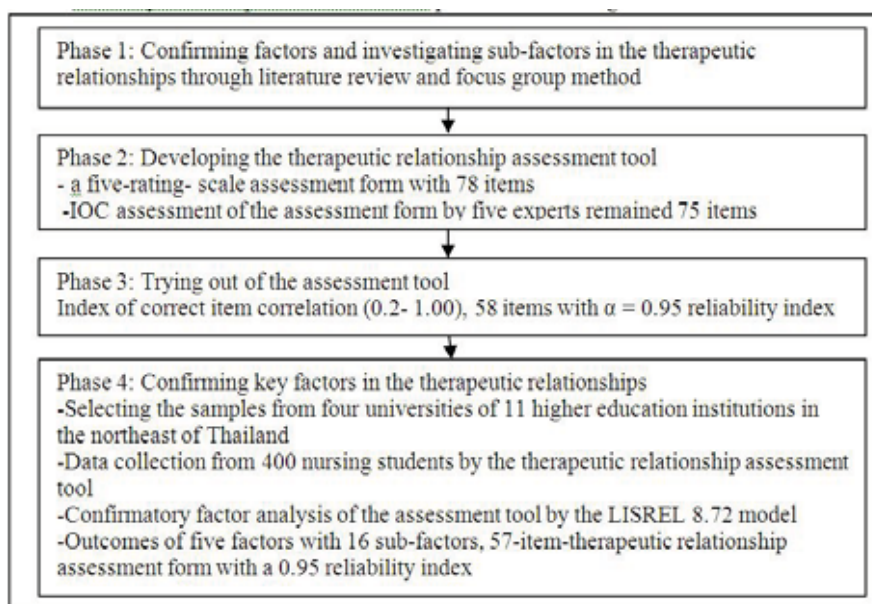 Phase 1: Confirming factors and investigating sub-factors in the therapeutic
relationships through literature review and focus group method
Phase 2: Developing the therapeutic relationship assessment tool
- a five-rating- scale assessment form with 78 items
-IOC assessment of the assessment form by five experts remained 75 items
Phase 3: Trying out of the assessment tool
Index of correct item correlation (0.2- 1.00), 58 items with α = 0.95 reliability index
Phase 4: Confirming key factors in the therapeutic relationships
-Selecting the samples from four universities of 11 higher education institutions in
the northeast of Thailand
-Data collection from 400 nursing students by the therapeutic relationship assessment
tool
-Confirmatory factor analysis of the assessment tool by the LISREL 8.72 model
-Outcomes of five factors with 16 sub-factors, 57-item-therapeutic relationship
assessment form with a 0.95 reliability index